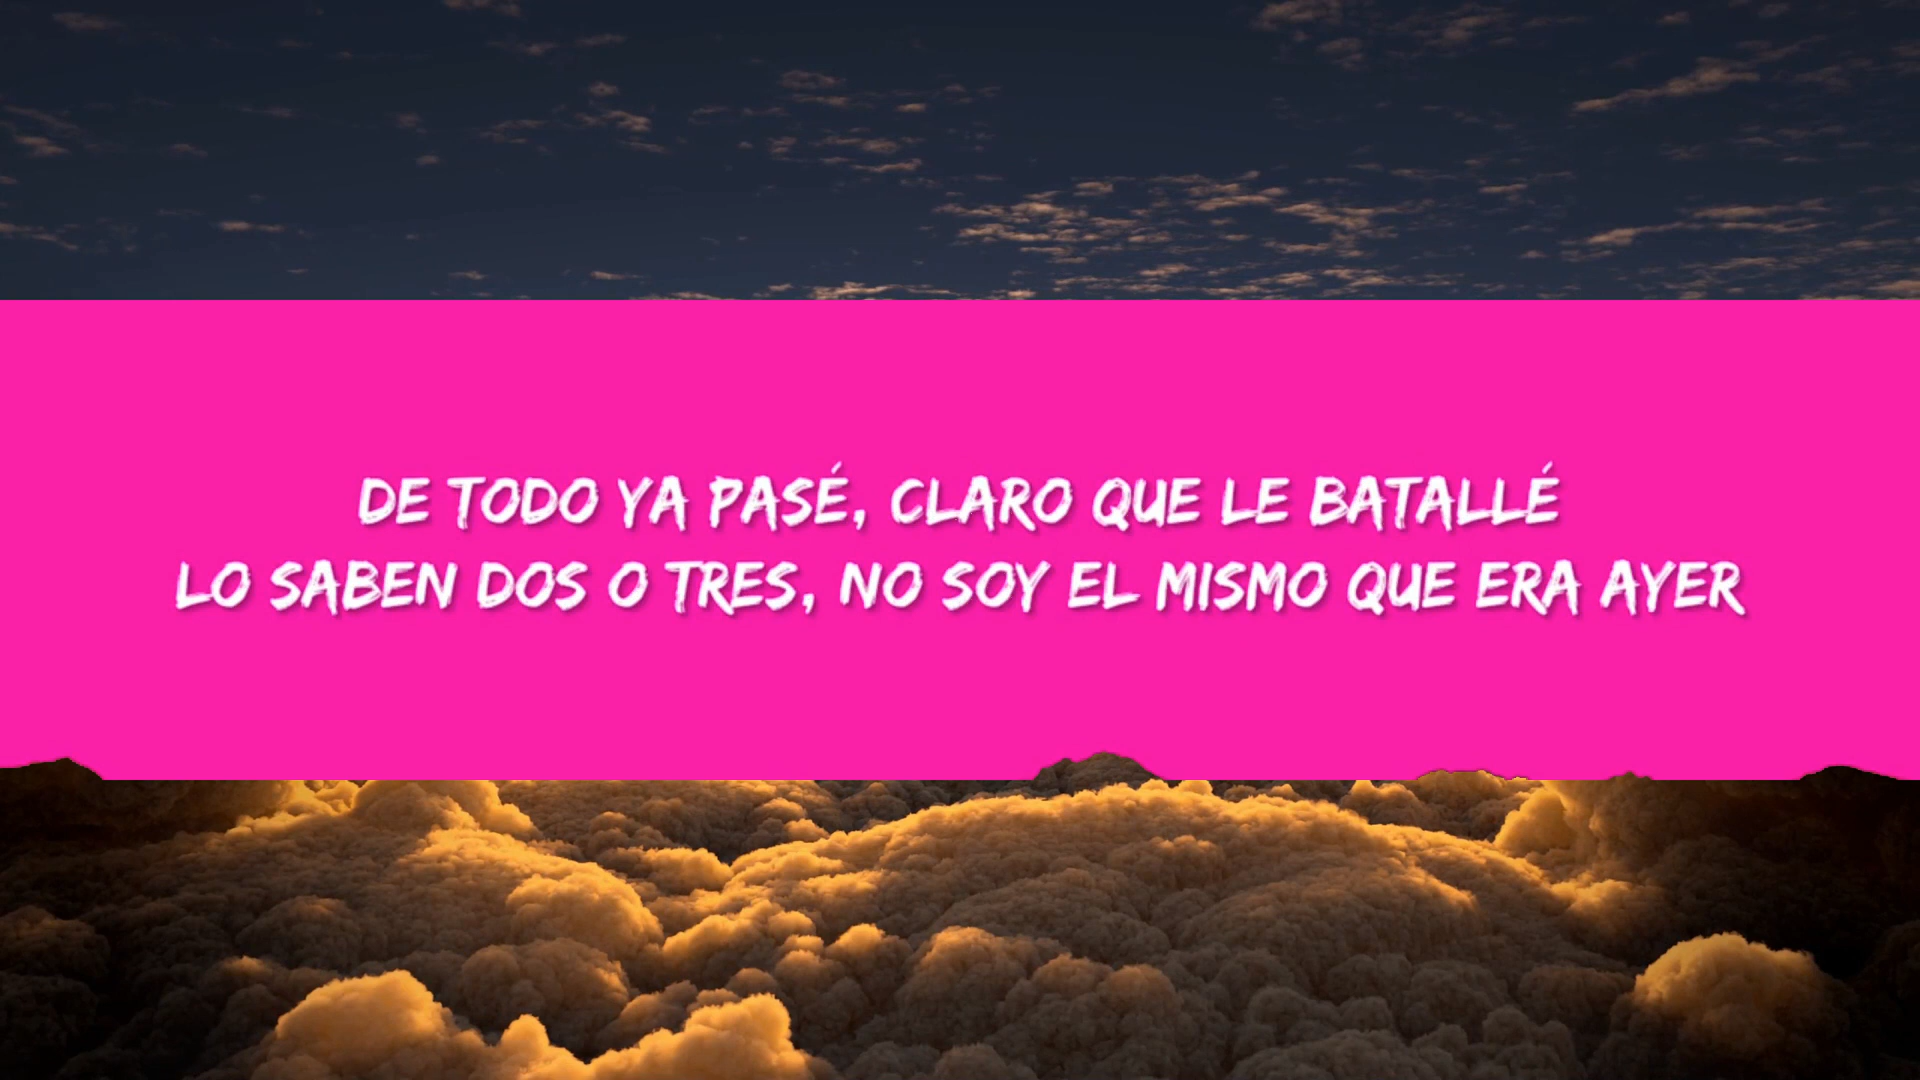 DE TODO YA PASÉ, CLARO QUE LE BATALLÉ
LO SABEN DOS O TRES, NO SOY EL MISMO QUE ERA AYER